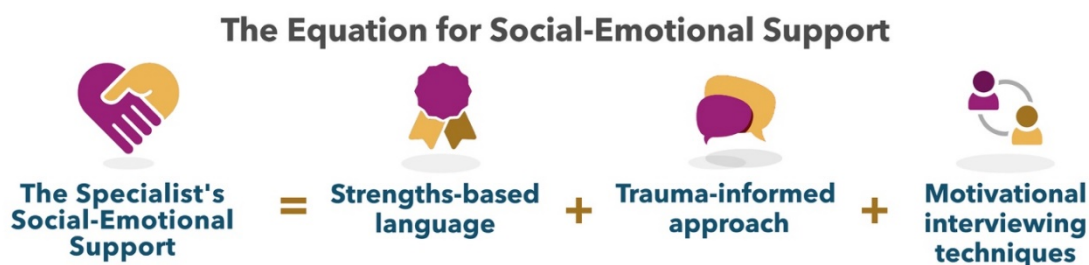 The Equation for Social-Emotional Support
The Specialist's
Social-Emotional
Support
=
Strengths-based
language
+
Trauma-informed
approach
+
Motivational
interviewing
techniques